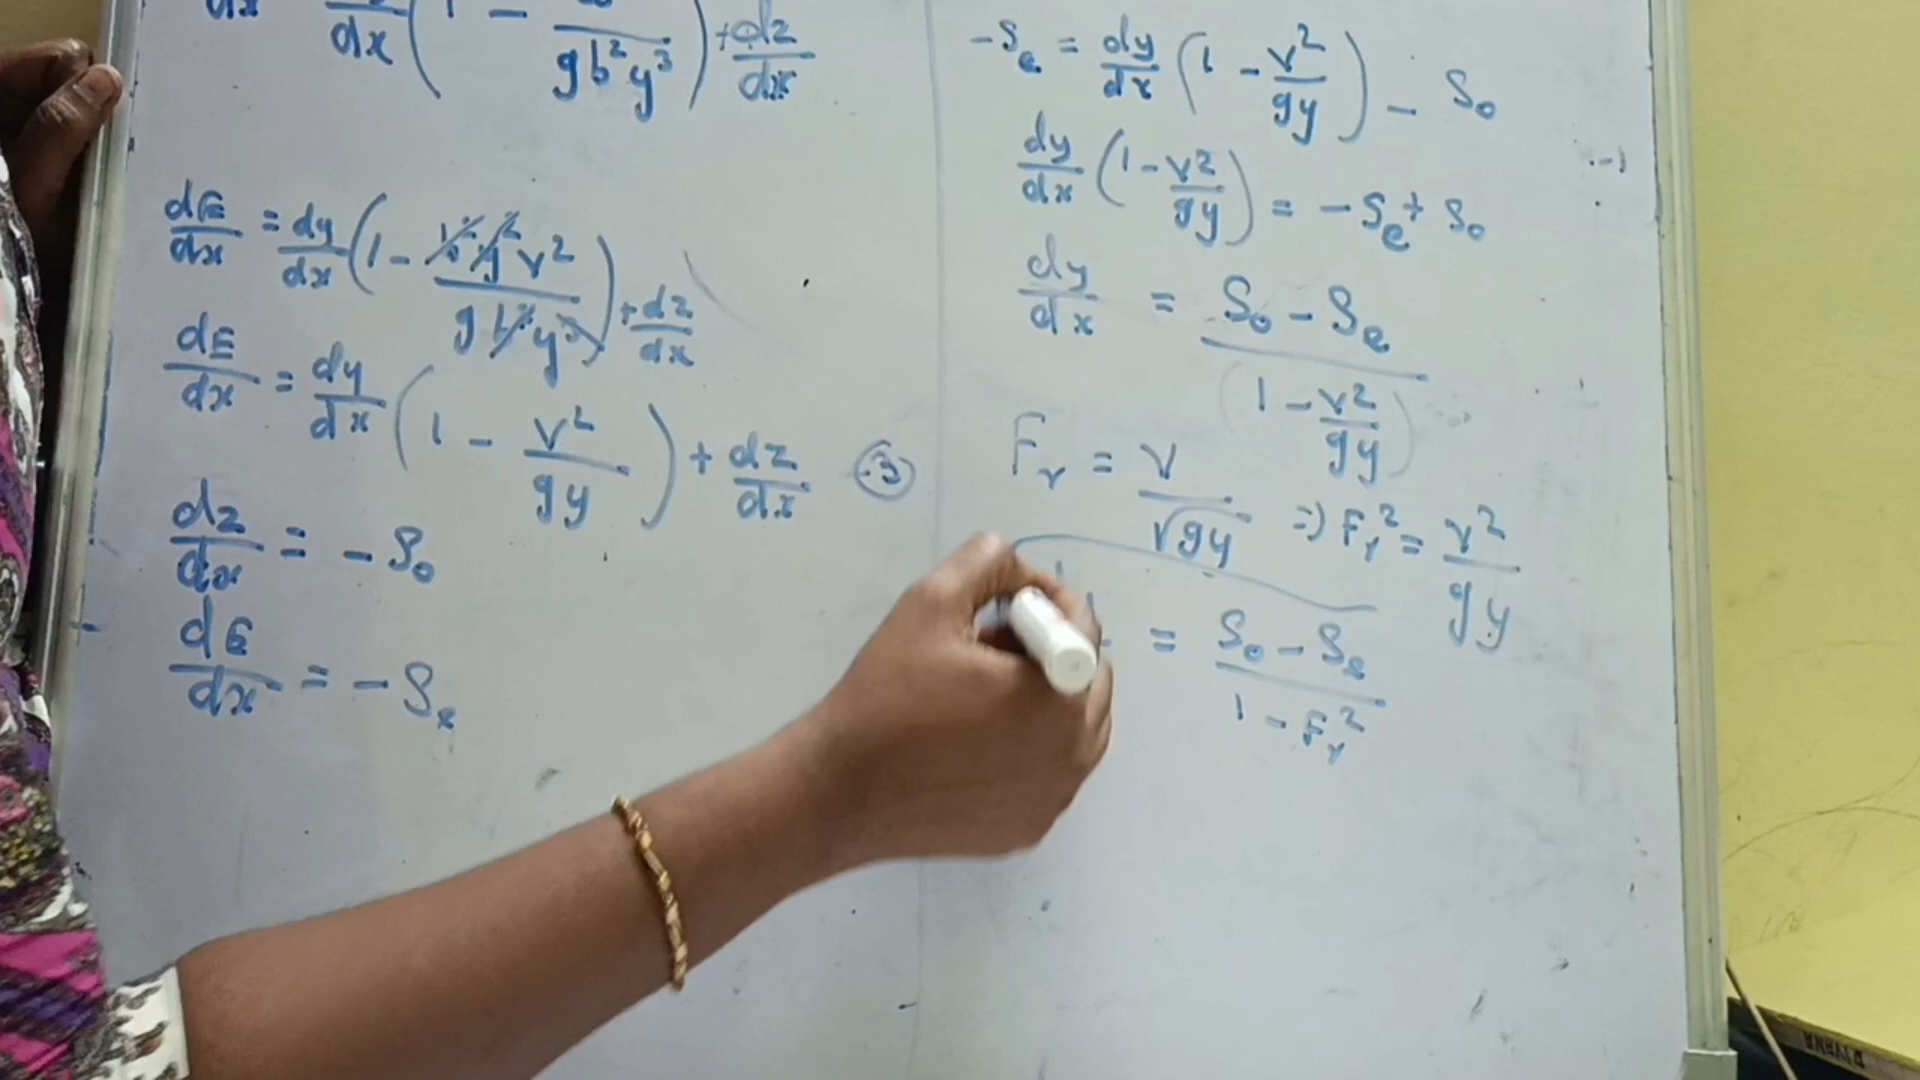 dx dx (1 - gb²y³) + dz/dx
dE/dx = dy/dx (1 - b²y²v²/gb²y³) + dz/dx
dE/dx = dy/dx (1 - v²/gy) + dz/dx ③
dz/dx = -S₀
dE/dx = -Sₑ
-Sₑ = dy/dx (1 - v²/gy) - S₀
dy/dx (1 - v²/gy) = -Sₑ + S₀
dy/dx = S₀ - Sₑ/(1 - v²/gy)
Fᵣ = v/√gy ⇒ Fᵣ² = v²/gy
= S₀ - Sₑ/1 - Fᵣ²